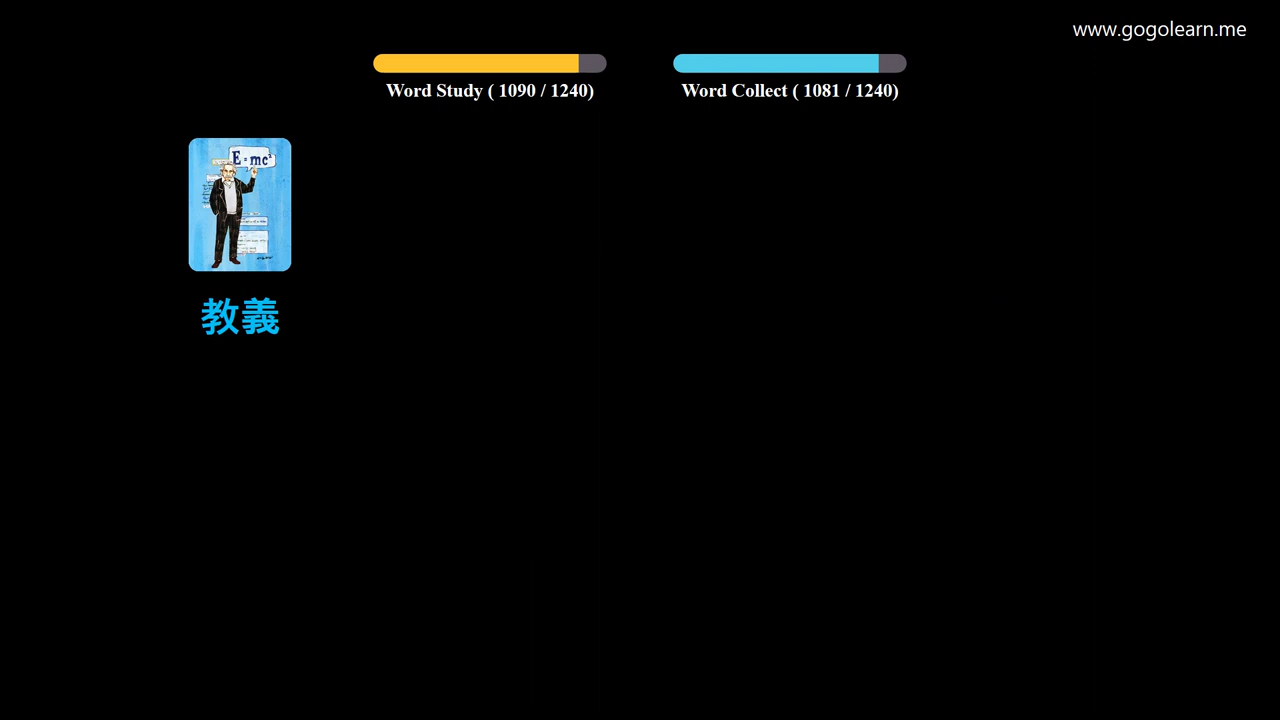 www.gogolearn.me
Word Study ( 1090 / 1240)
Word Collect ( 1081 / 1240)
E = mc²
教義